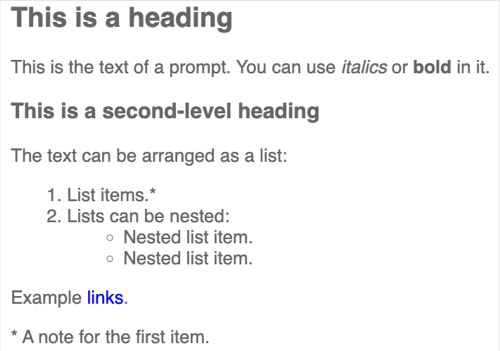 This is a heading
This is the text of a prompt. You can use italics or bold in it.
This is a second-level heading
The text can be arranged as a list:
1. List items.*
2. Lists can be nested:
◦ Nested list item.
◦ Nested list item.
Example links.
* A note for the first item.